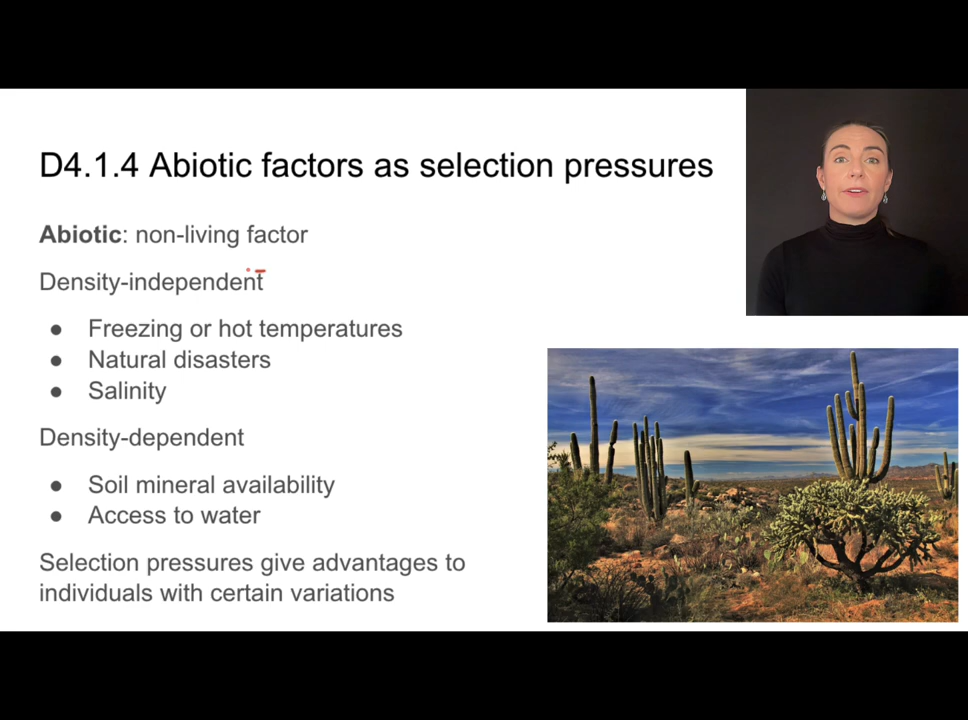 D4.1.4 Abiotic factors as selection pressures
Abiotic: non-living factor
Density-independent
● Freezing or hot temperatures
● Natural disasters
● Salinity
Density-dependent
● Soil mineral availability
● Access to water
Selection pressures give advantages to
individuals with certain variations